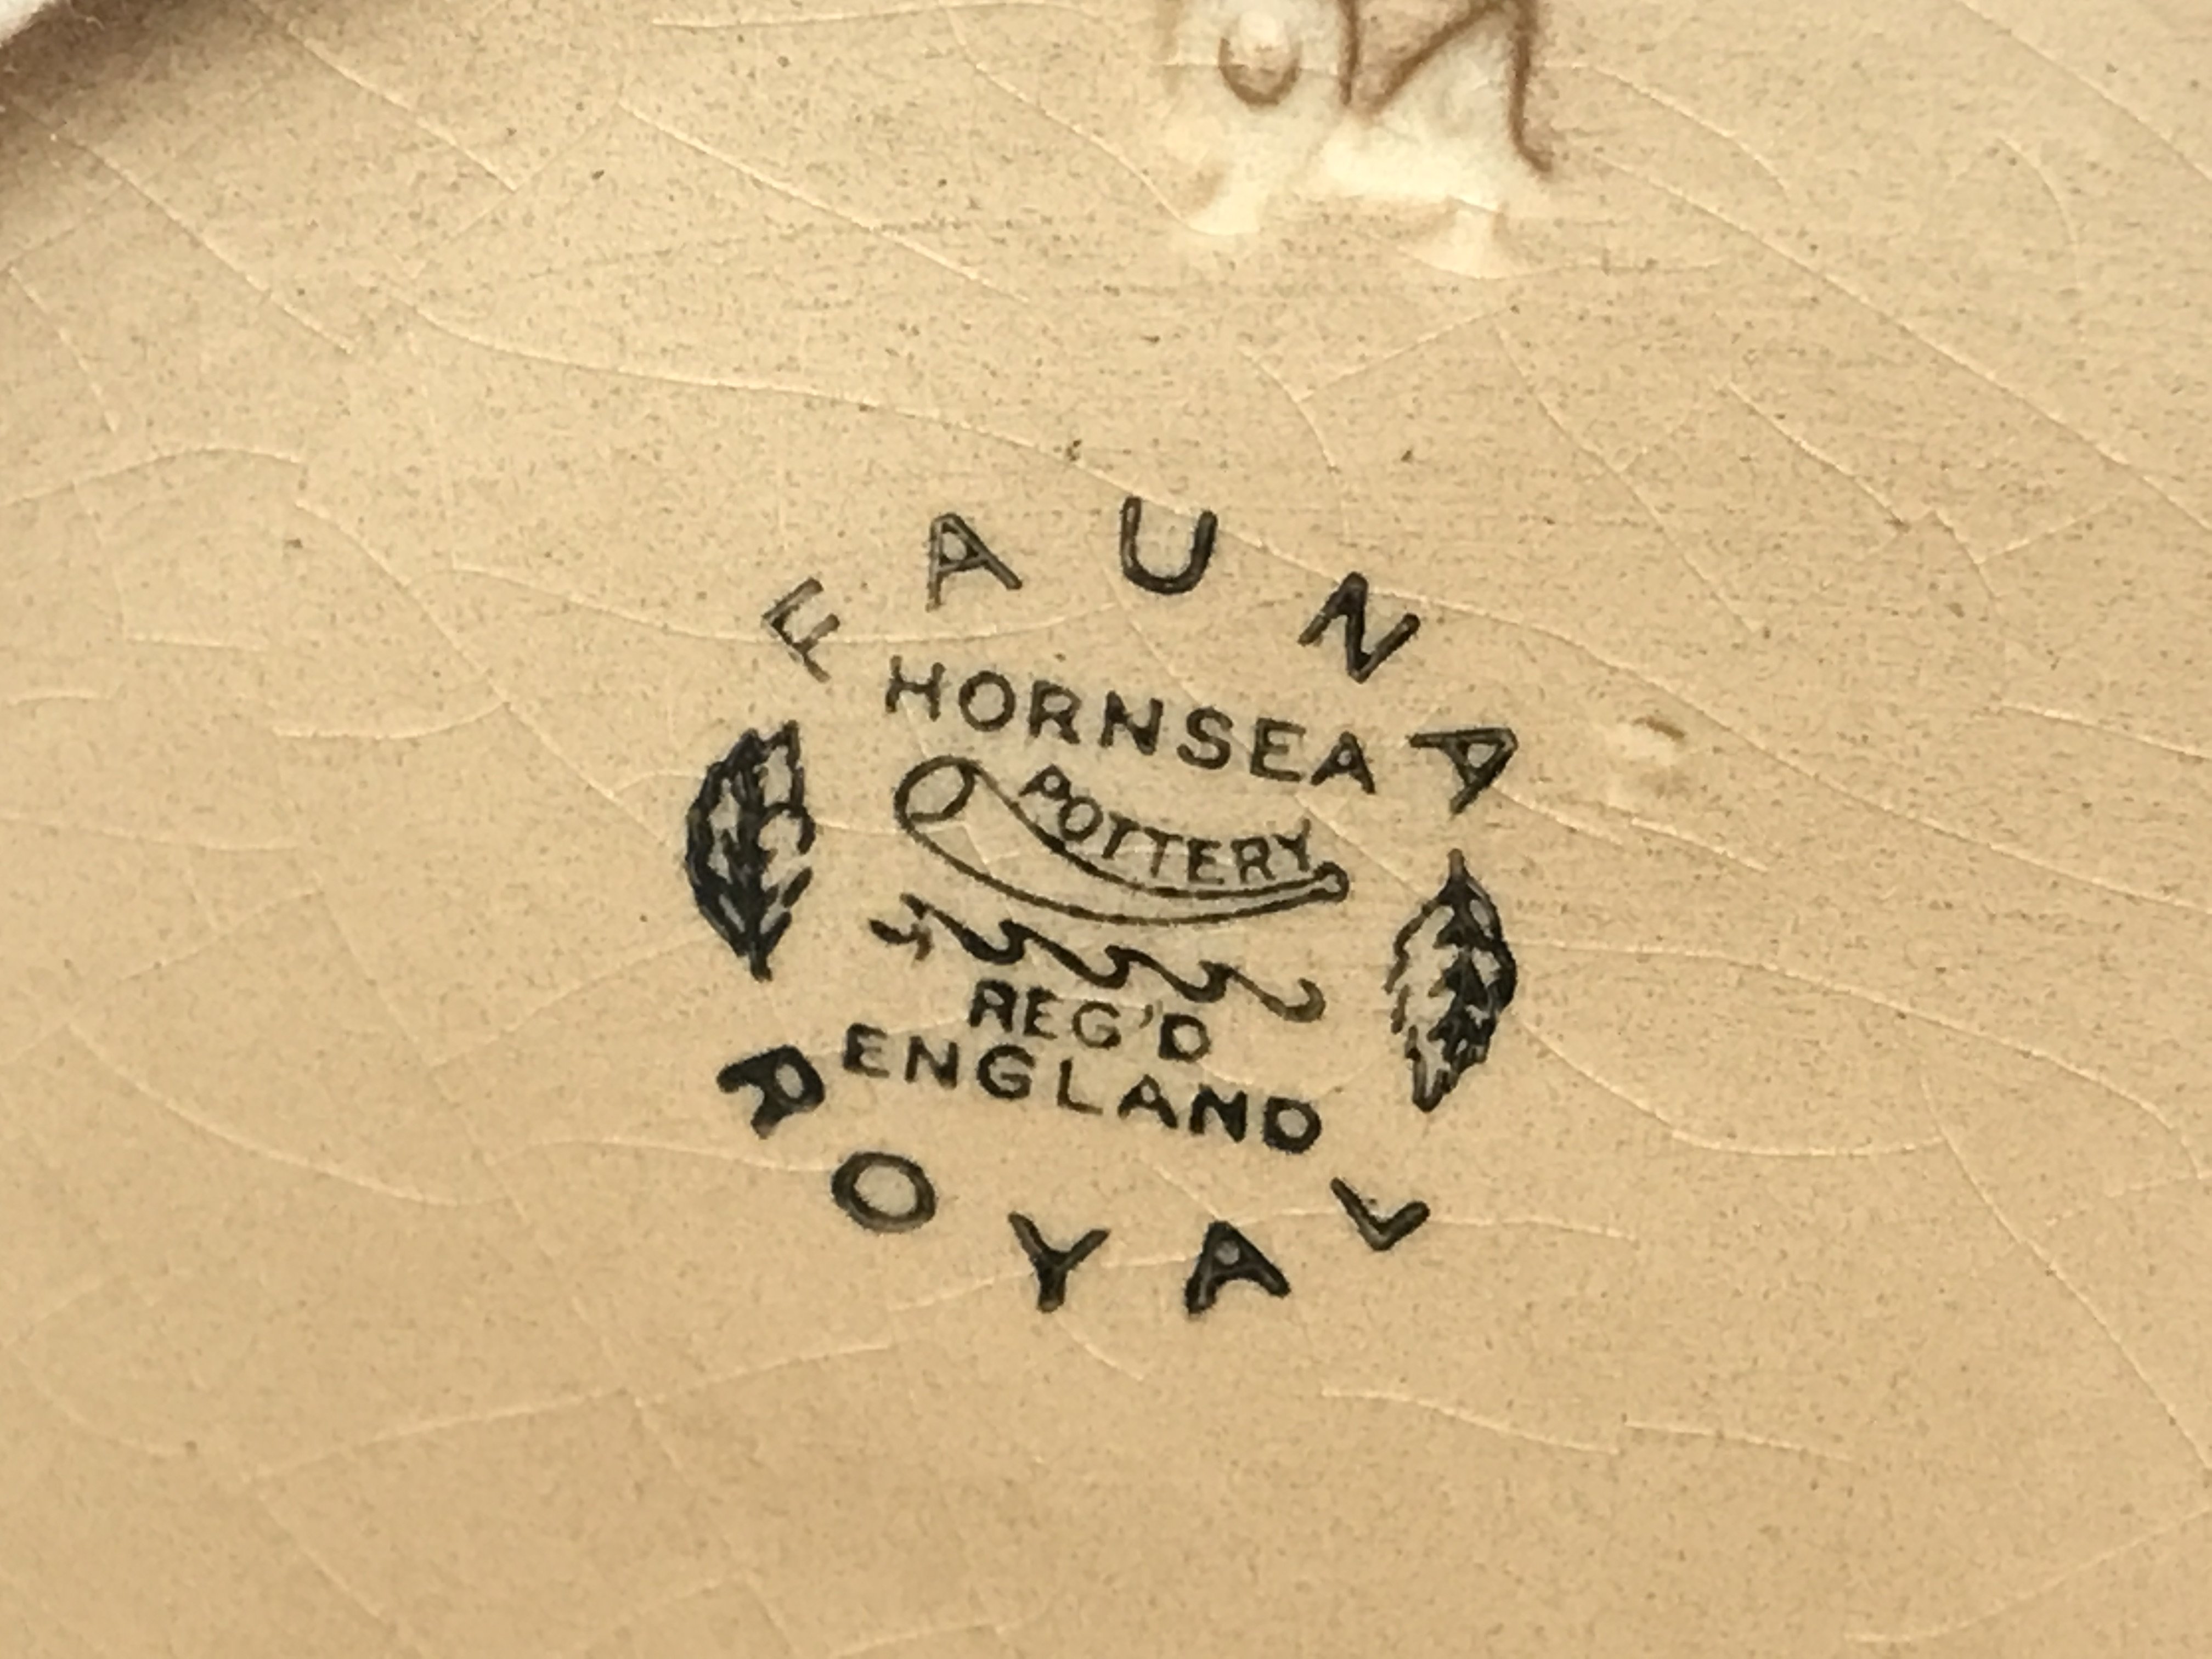 FAUNA
HORNSEA
POTTERY
REG'D
ENGLAND
ROYAL